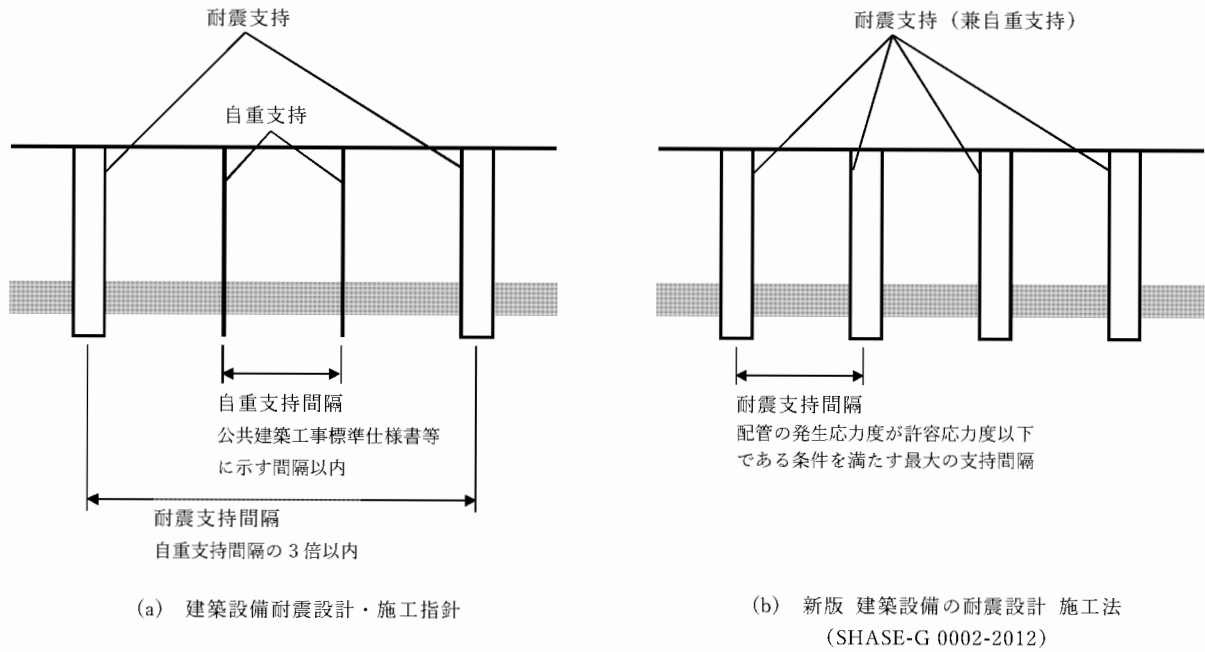 耐震支持
自重支持
自重支持間隔
公共建築工事標準仕様書等
に示す間隔以内
耐震支持間隔
自重支持間隔の 3 倍以内
(a) 建築設備耐震設計・施工指針
耐震支持（兼自重支持）
耐震支持間隔
配管の発生応力度が許容応力度以下
である条件を満たす最大の支持間隔
(b) 新版 建築設備の耐震設計 施工法
（SHASE-G 0002-2012）